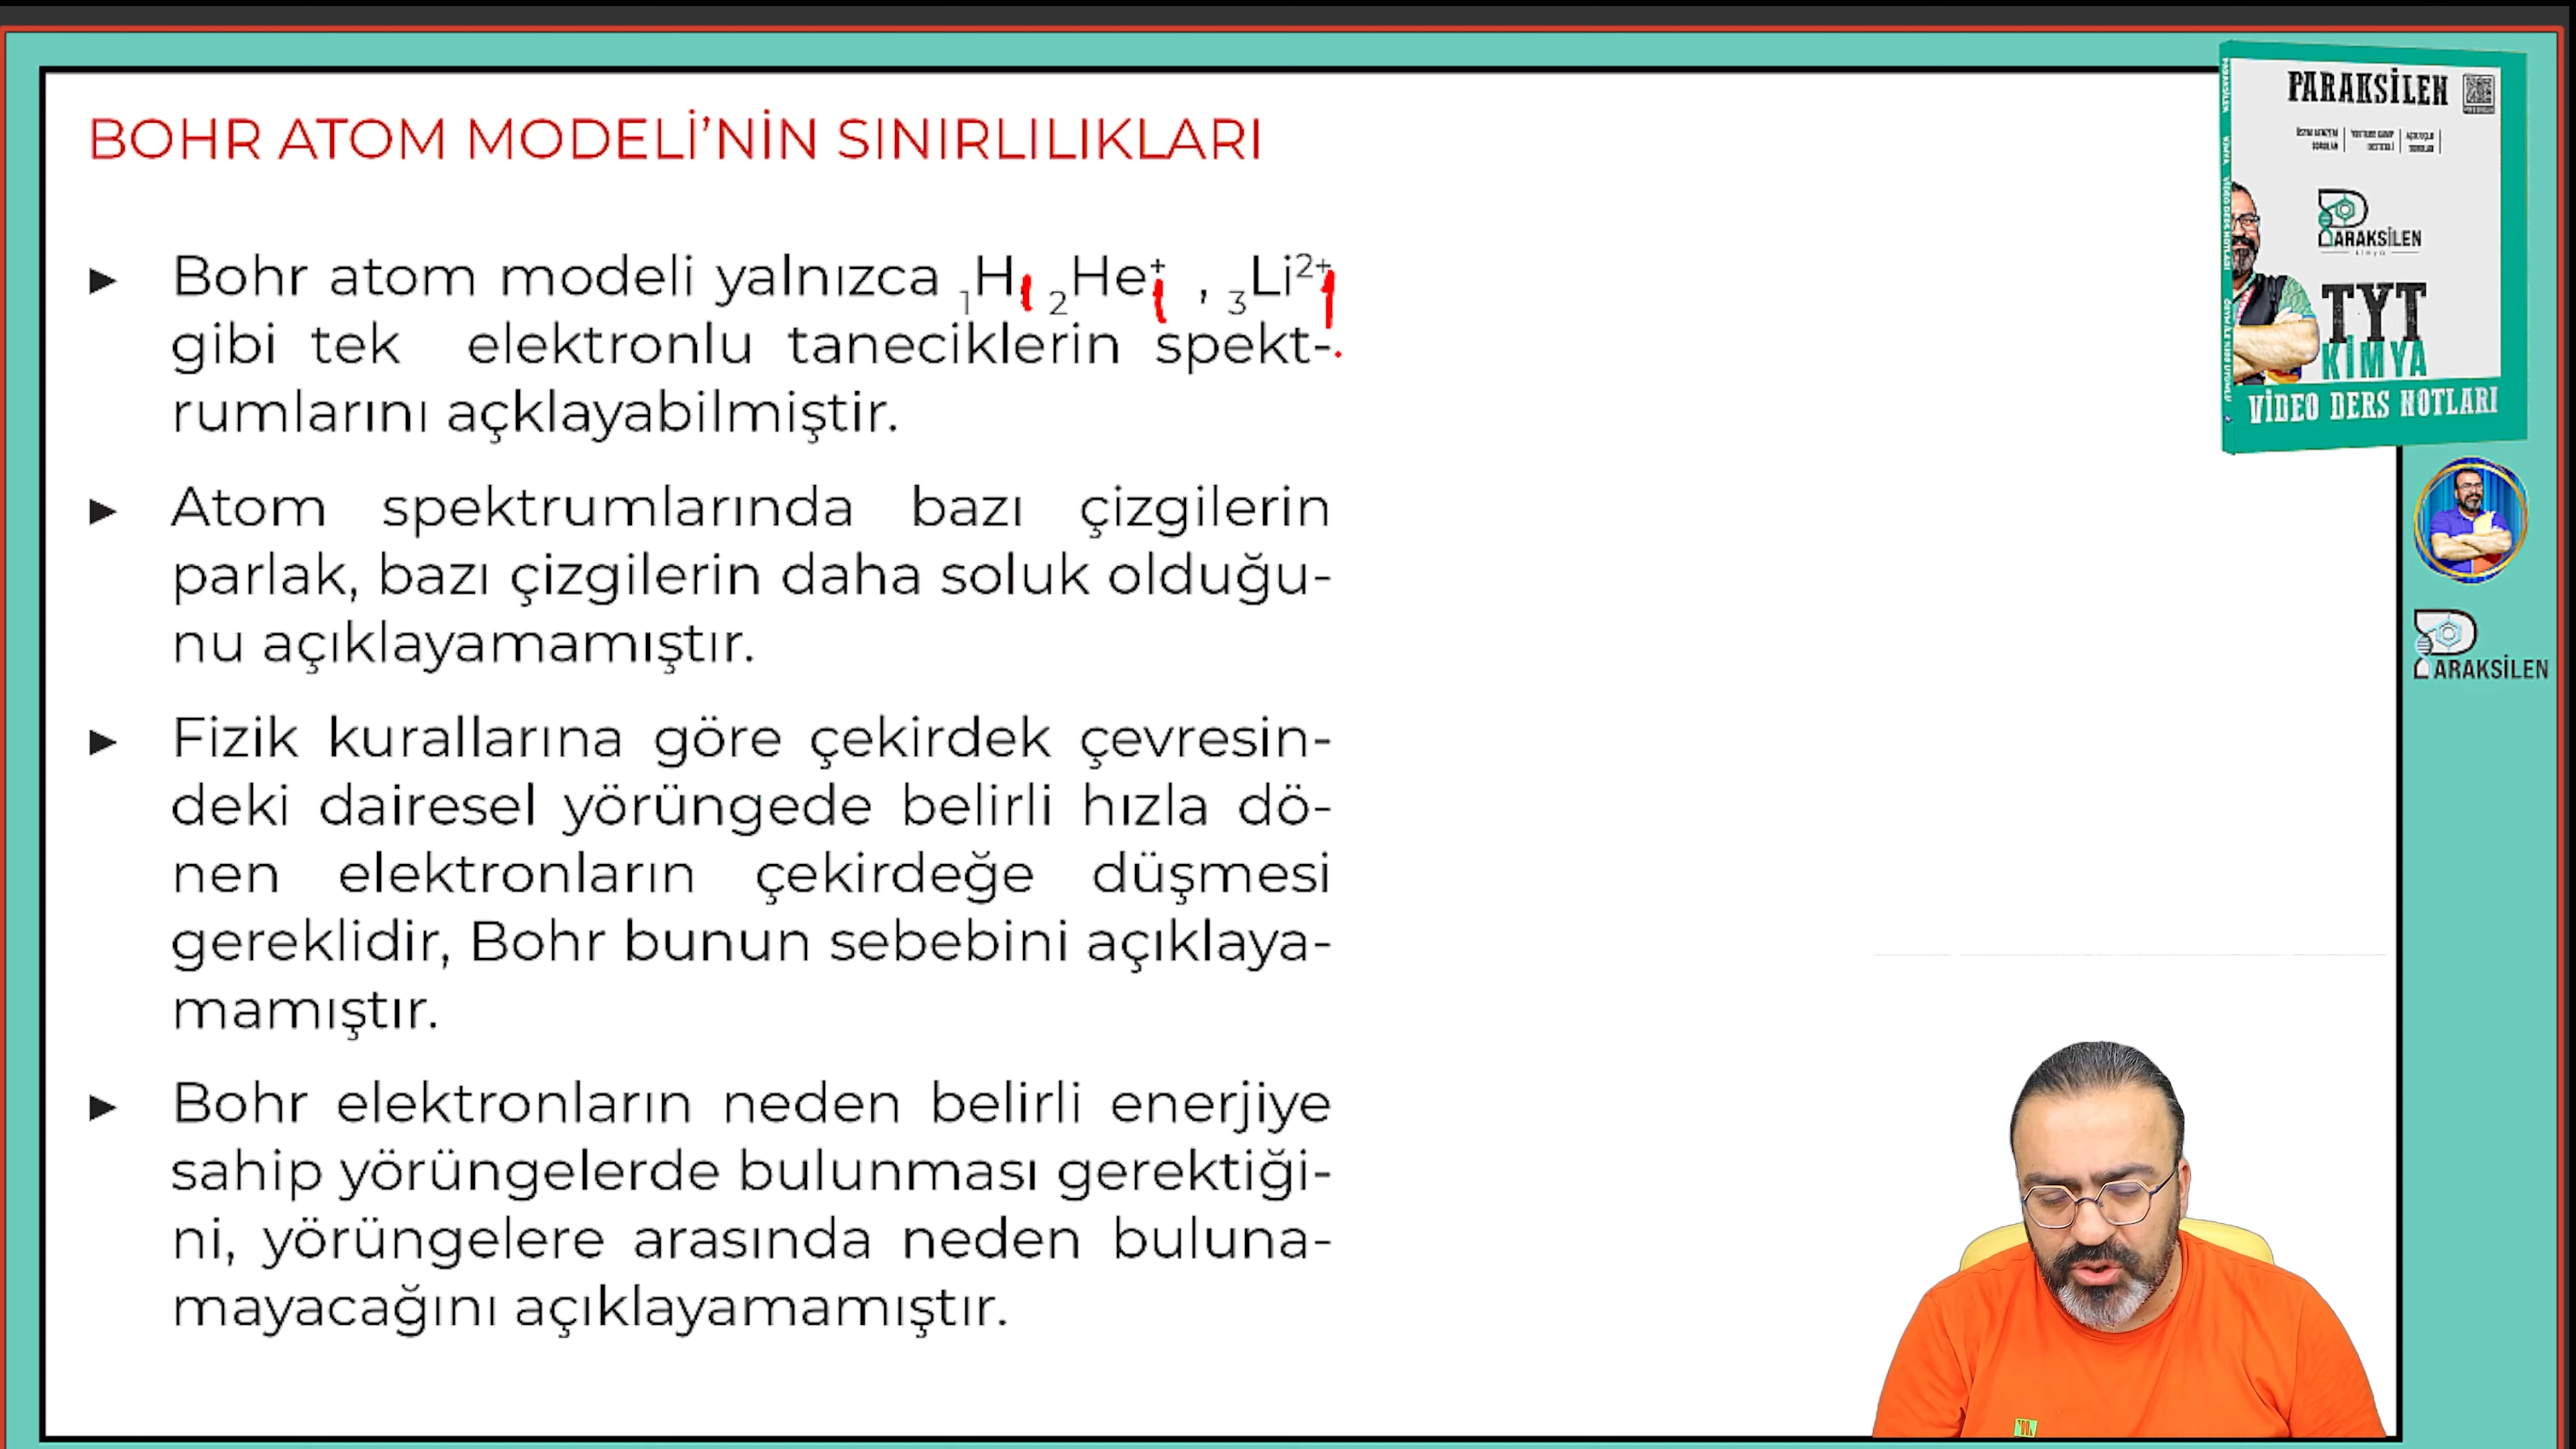 BOHR ATOM MODELİ'NİN SINIRLILIKLARI
► Bohr atom modeli yalnızca ₁H, ₂He⁺ , ₃Li²⁺
gibi tek elektronlu taneciklerin spekt-
rumlarını açklayabilmiştir.
► Atom spektrumlarında bazı çizgilerin
parlak, bazı çizgilerin daha soluk olduğu-
nu açıklayamamıştır.
► Fizik kurallarına göre çekirdek çevresin-
deki dairesel yörüngede belirli hızla dö-
nen elektronların çekirdeğe düşmesi
gereklidir, Bohr bunun sebebini açıklaya-
mamıştır.
► Bohr elektronların neden belirli enerjiye
sahip yörüngelerde bulunması gerektiği-
ni, yörüngelere arasında neden buluna-
mayacağını açıklayamamıştır.
PARAKSİLEN
PARAKSİLEN
kimya
TYT
KİMYA
VİDEO DERS NOTLARI
PARAKSİLEN